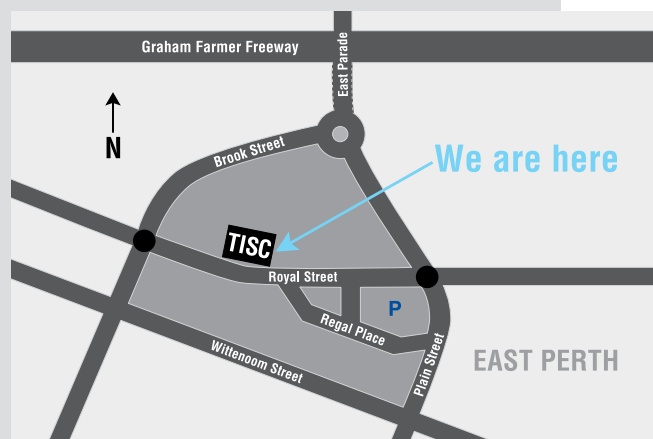 Graham Farmer Freeway
East Parade
N
Brook Street
We are here
TISC
Royal Street
P
Regal Place
Wittenoom Street
Plain Street
EAST PERTH